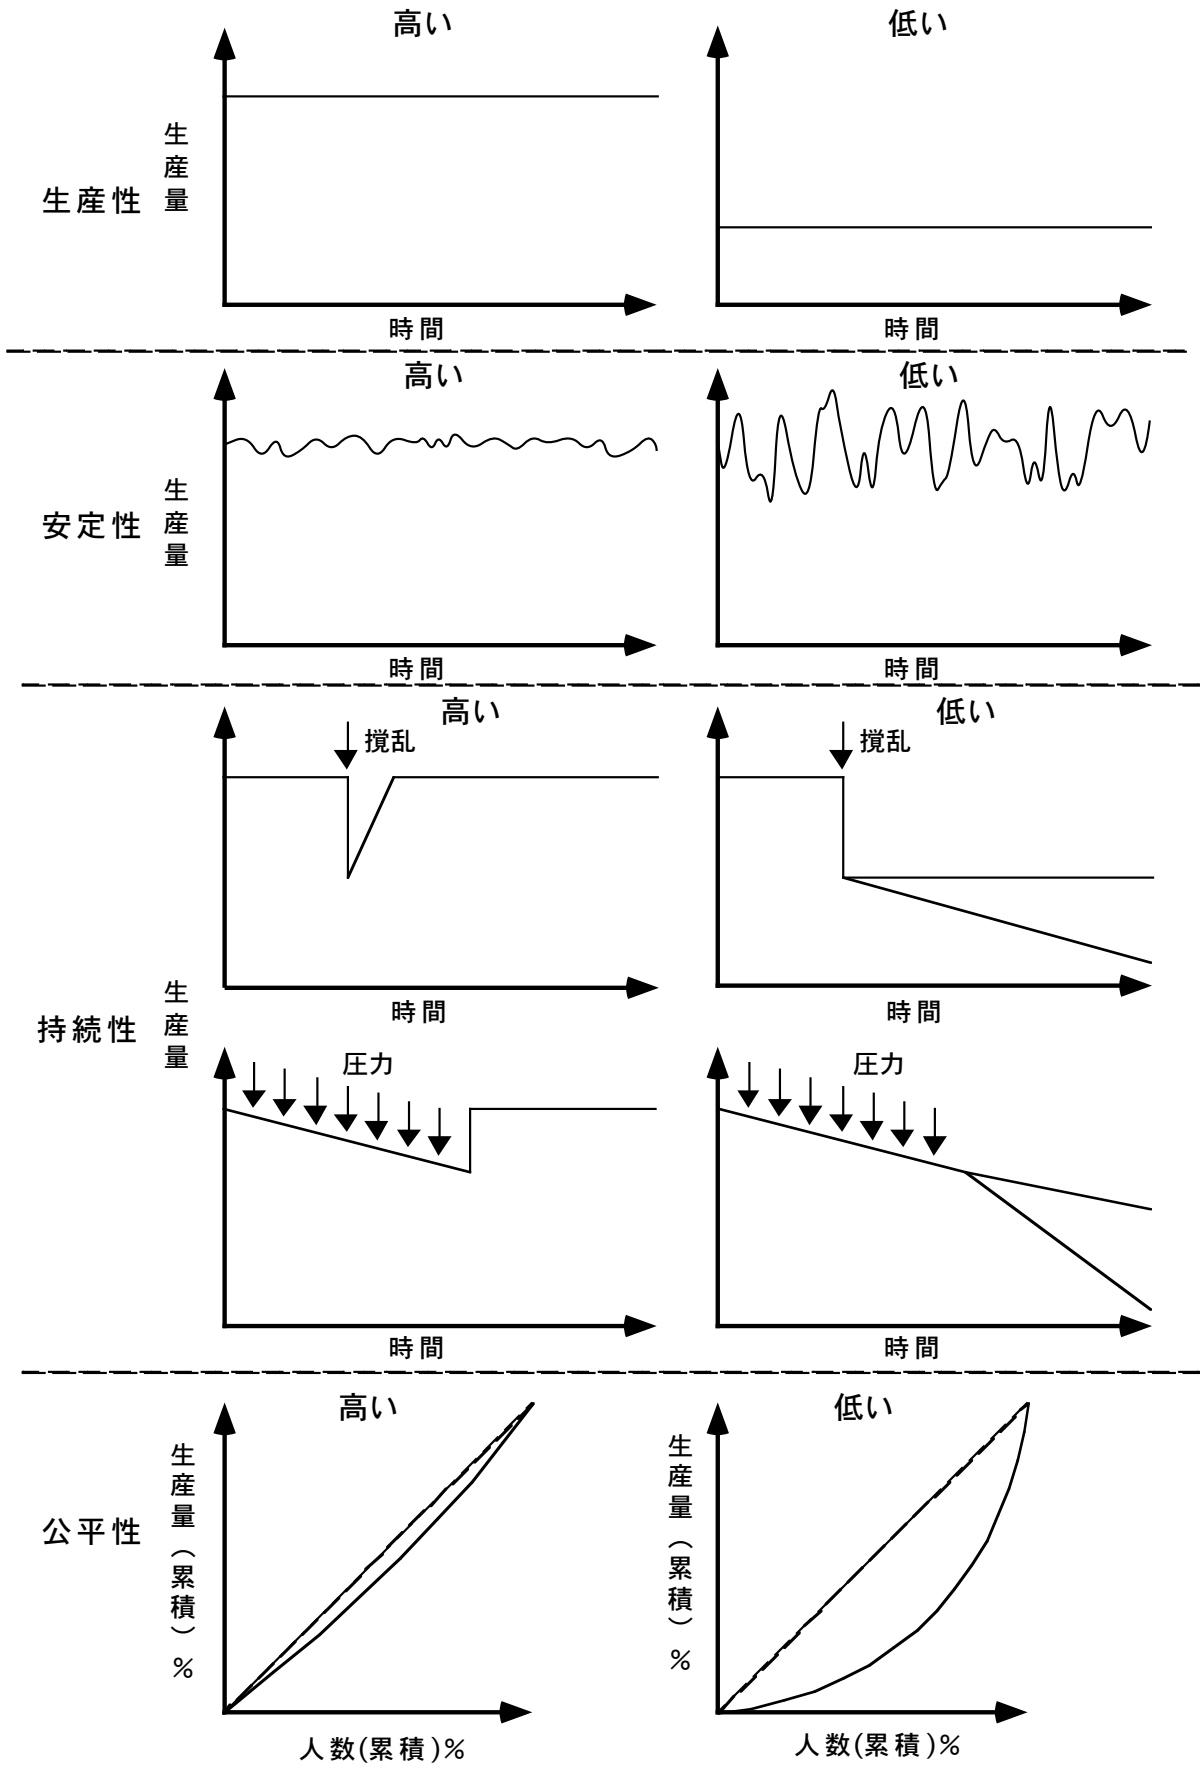 高い
低い
生産性
生産量
時間
時間
高い
低い
安定性
生産量
時間
時間
高い
低い
撹乱
撹乱
時間
時間
持続性
生産量
圧力
圧力
時間
時間
高い
低い
公平性
生産量(累積)%
生産量(累積)%
人数(累積)%
人数(累積)%